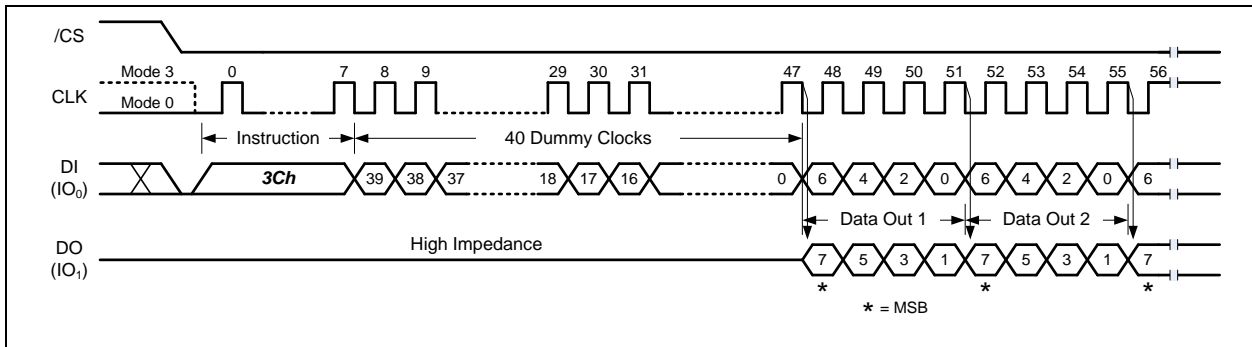 /CS
Mode 3 0 7 8 9 29 30 31 47 48 49 50 51 52 53 54 55 56
CLK
Mode 0
Instruction 40 Dummy Clocks
DI
(IO0)
3Ch 39 38 37 18 17 16 0 6 4 2 0 6 4 2 0 6
Data Out 1 Data Out 2
High Impedance
DO
(IO1)
7 5 3 1 7 5 3 1 7
* * *
* = MSB